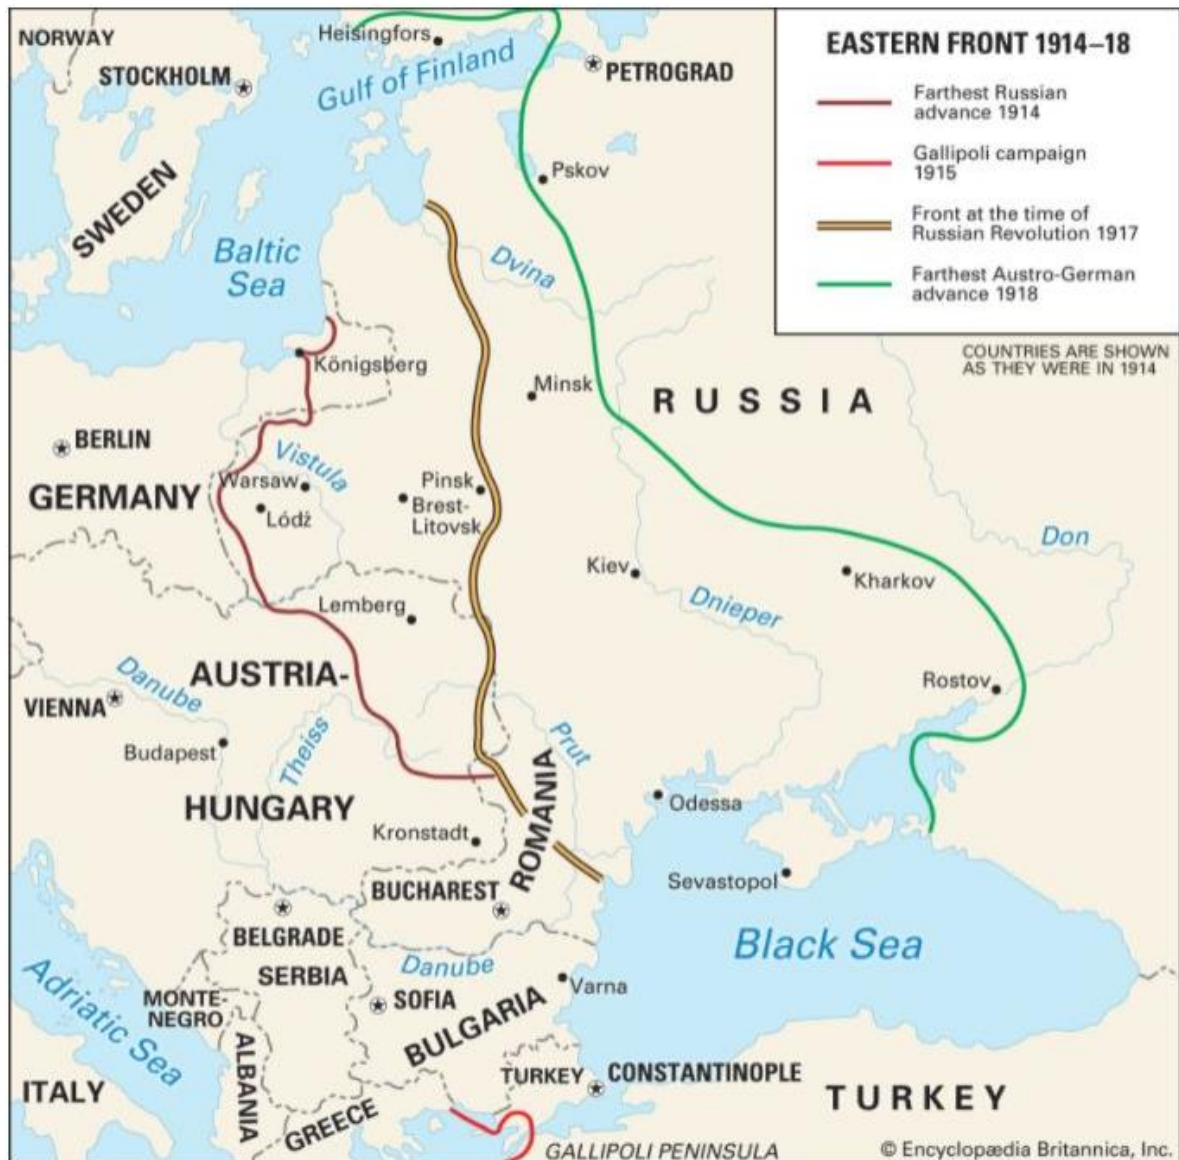 NORWAY
Heisingfors
STOCKHOLM
Gulf of Finland
PETROGRAD
EASTERN FRONT 1914–18
Farthest Russian
advance 1914
Gallipoli campaign
1915
Front at the time of
Russian Revolution 1917
Farthest Austro-German
advance 1918
COUNTRIES ARE SHOWN
AS THEY WERE IN 1914
SWEDEN
Pskov
Baltic
Sea
Dvina
Königsberg
Minsk
RUSSIA
BERLIN
Vistula
GERMANY
Warsaw
Lódź
Pinsk
Brest-
Litovsk
Don
Kiev
Kharkov
Dnieper
Lemberg
AUSTRIA-
Danube
VIENNA
Rostov
Budapest
Theiss
Prut
HUNGARY
ROMANIA
Odessa
Kronstadt
BUCHAREST
Sevastopol
BELGRADE
Black Sea
SERBIA
Danube
Varna
Adriatic Sea
MONTE-
NEGRO
SOFIA
BULGARIA
ALBANIA
ITALY
TURKEY
CONSTANTINOPLE
TURKEY
GREECE
GALLIPOLI PENINSULA
© Encyclopædia Britannica, Inc.